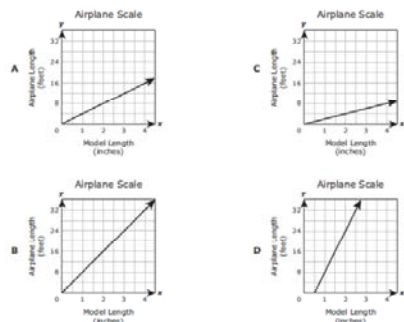 Airplane Scale
y
32
24
16
8
0
1 2 3 4 x
A
Airplane Length
(feet)
Model Length
(inches)
Airplane Scale
y
32
24
16
8
0
1 2 3 4 x
C
Airplane Length
(feet)
Model Length
(inches)
Airplane Scale
y
32
24
16
8
0
1 2 3 4 x
B
Airplane Length
(feet)
Model Length
(inches)
Airplane Scale
y
32
24
16
8
0
1 2 3 4 x
D
Airplane Length
(feet)
Model Length
(inches)